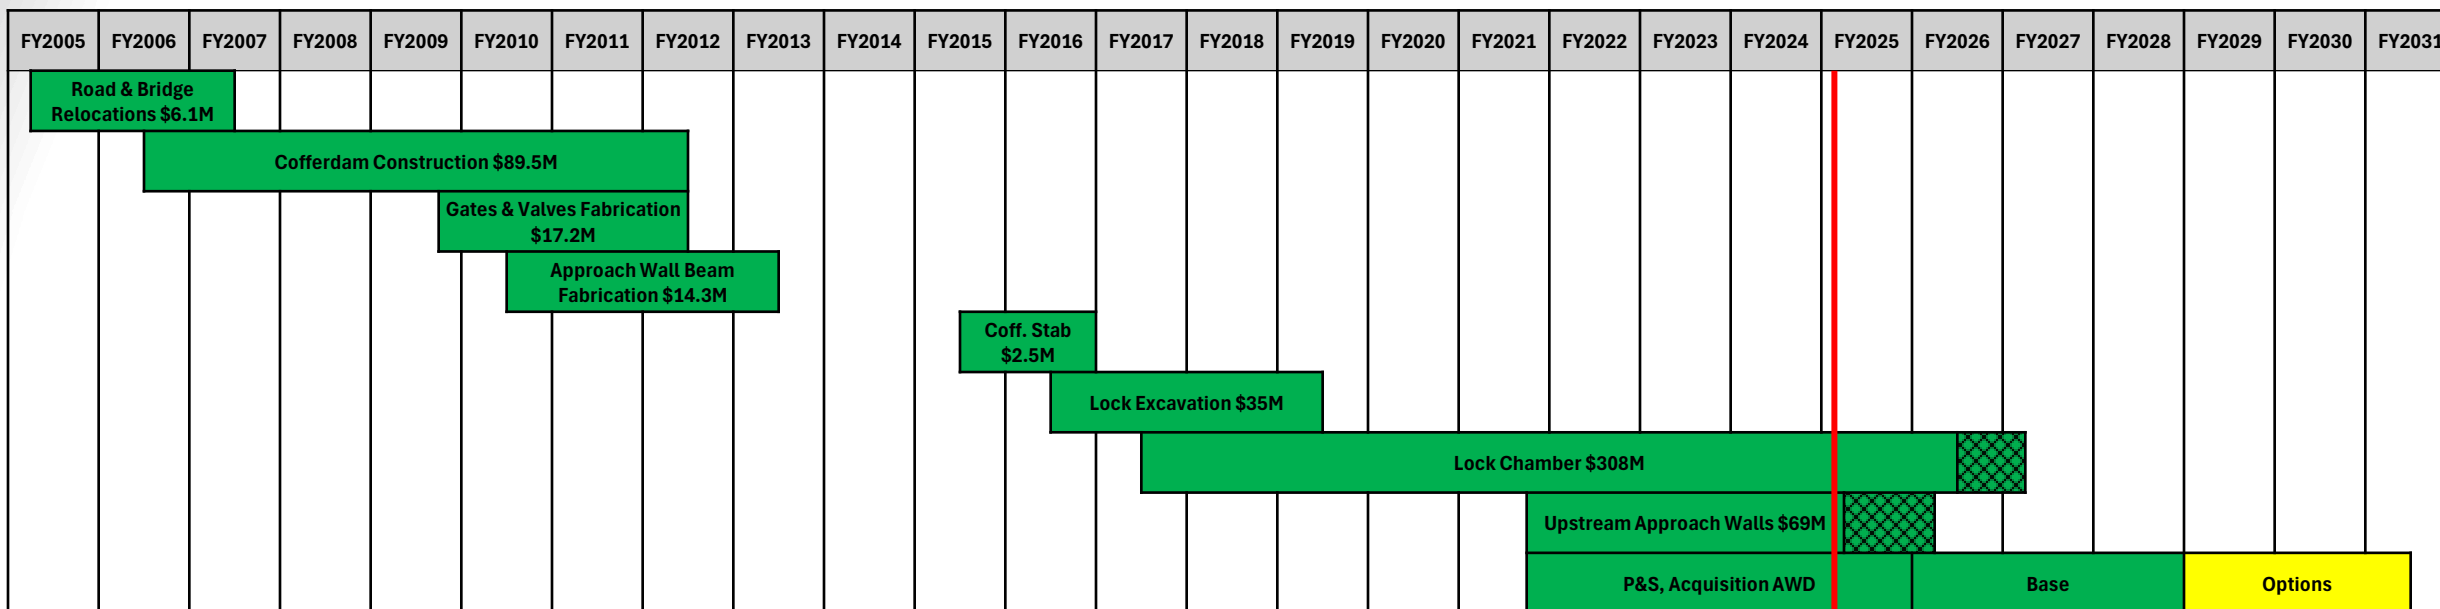 FY2005 FY2006 FY2007 FY2008 FY2009 FY2010 FY2011 FY2012 FY2013 FY2014 FY2015 FY2016 FY2017 FY2018 FY2019 FY2020 FY2021 FY2022 FY2023 FY2024 FY2025 FY2026 FY2027 FY2028 FY2029 FY2030 FY2031
Road & Bridge
Relocations $6.1M
Cofferdam Construction $89.5M
Gates & Valves Fabrication
$17.2M
Approach Wall Beam
Fabrication $14.3M
Coff. Stab
$2.5M
Lock Excavation $35M
Lock Chamber $308M
Upstream Approach Walls $69M
P&S, Acquisition AWD Base Options